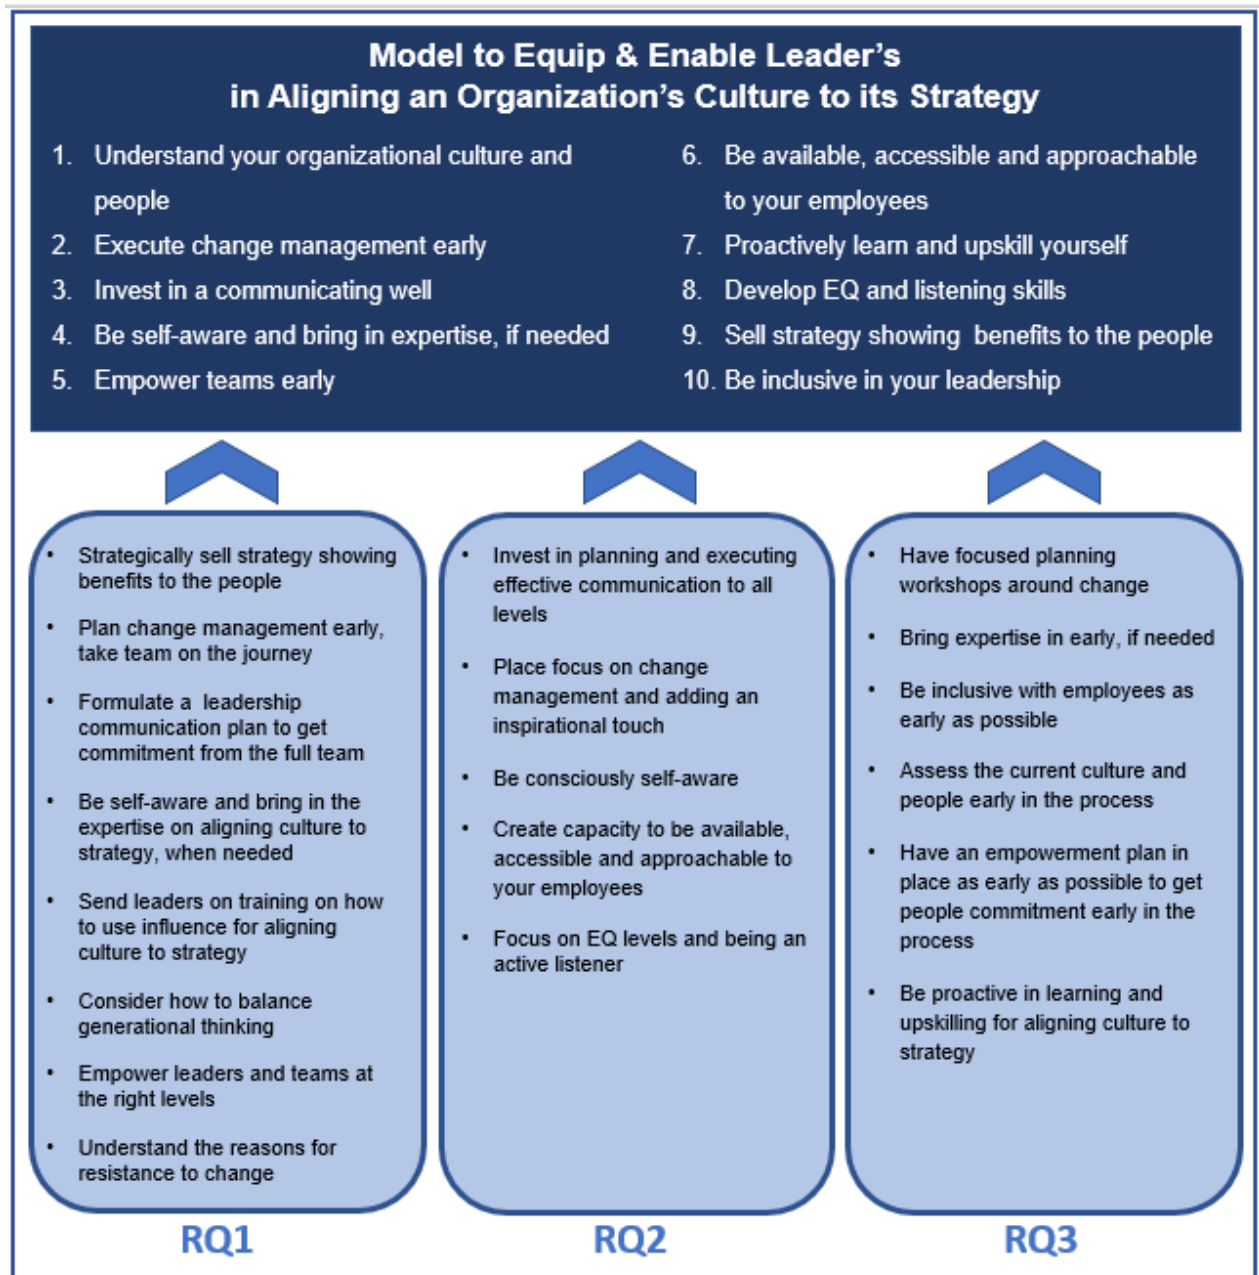 Model to Equip & Enable Leader's
in Aligning an Organization's Culture to its Strategy
1. Understand your organizational culture and
people
2. Execute change management early
3. Invest in a communicating well
4. Be self-aware and bring in expertise, if needed
5. Empower teams early
6. Be available, accessible and approachable
to your employees
7. Proactively learn and upskill yourself
8. Develop EQ and listening skills
9. Sell strategy showing benefits to the people
10. Be inclusive in your leadership
• Strategically sell strategy showing
benefits to the people
• Plan change management early,
take team on the journey
• Formulate a leadership
communication plan to get
commitment from the full team
• Be self-aware and bring in the
expertise on aligning culture to
strategy, when needed
• Send leaders on training on how
to use influence for aligning
culture to strategy
• Consider how to balance
generational thinking
• Empower leaders and teams at
the right levels
• Understand the reasons for
resistance to change
RQ1
• Invest in planning and executing
effective communication to all
levels
• Place focus on change
management and adding an
inspirational touch
• Be consciously self-aware
• Create capacity to be available,
accessible and approachable to
your employees
• Focus on EQ levels and being an
active listener
RQ2
• Have focused planning
workshops around change
• Bring expertise in early, if needed
• Be inclusive with employees as
early as possible
• Assess the current culture and
people early in the process
• Have an empowerment plan in
place as early as possible to get
people commitment early in the
process
• Be proactive in learning and
upskilling for aligning culture to
strategy
RQ3